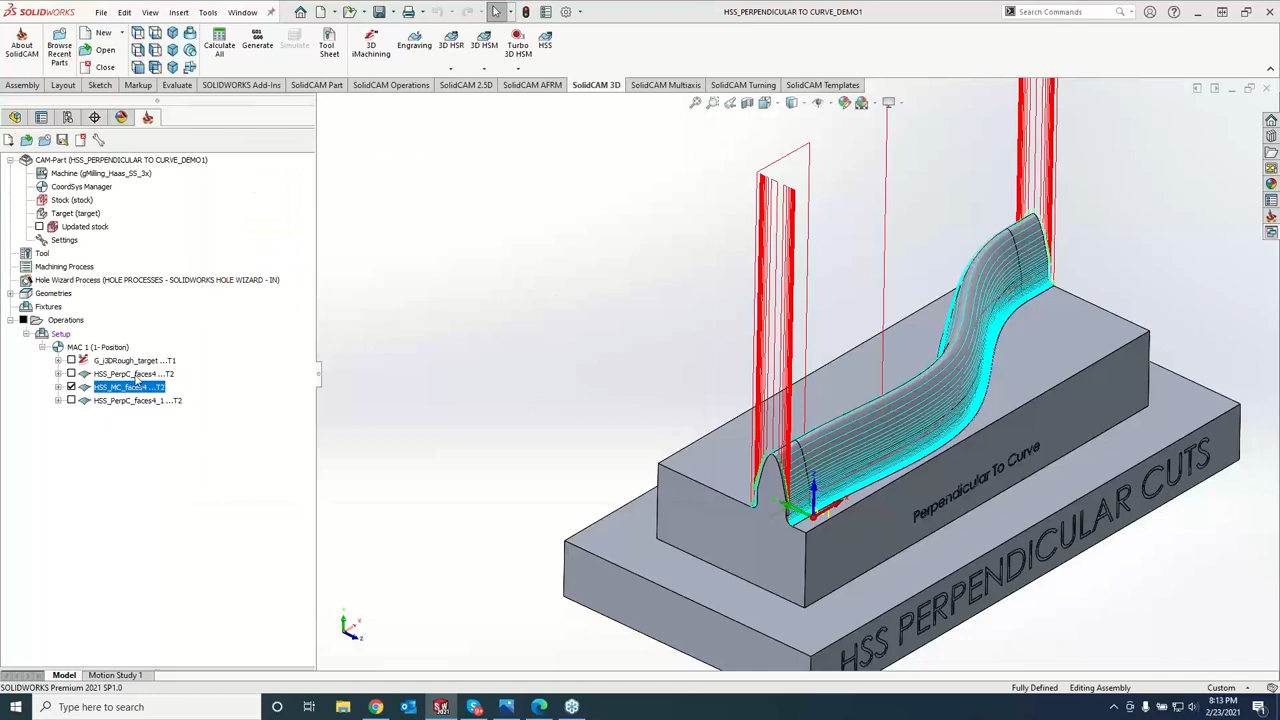 SOLIDWORKS
File
Edit
View
Insert
Tools
Window
HSS_PERPENDICULAR TO CURVE_DEMO1
Search Commands
About SolidCAM
Browse Recent Parts
New
Open
Close
Calculate All
G01 G00
Generate
Simulate
Tool Sheet
3D iMachining
Engraving
3D HSR
3D HSM
Turbo 3D HSM
HSS
Assembly
Layout
Sketch
Markup
Evaluate
SOLIDWORKS Add-Ins
SolidCAM Part
SolidCAM Operations
SolidCAM 2.5D
SolidCAM AFRM
SolidCAM 3D
SolidCAM Multiaxis
SolidCAM Turning
SolidCAM Templates
CAM-Part (HSS_PERPENDICULAR TO CURVE_DEMO1)
Machine (gMilling_Haas_SS_3x)
CoordSys Manager
Stock (stock)
Target (target)
Updated stock
Settings
Tool
Machining Process
Hole Wizard Process (HOLE PROCESSES - SOLIDWORKS HOLE WIZARD - IN)
Geometries
Fixtures
Operations
Setup
MAC 1 (1- Position)
G_i3DRough_target ...T1
HSS_PerpC_faces4 ...T2
HSS_MC_faces4 ...T2
HSS_PerpC_faces4_1 ...T2
Perpendicular To Curve
HSS PERPENDICULAR CUTS
Model
Motion Study 1
SOLIDWORKS Premium 2021 SP1.0
Fully Defined
Editing Assembly
Custom
Type here to search
8:13 PM
2/23/2021